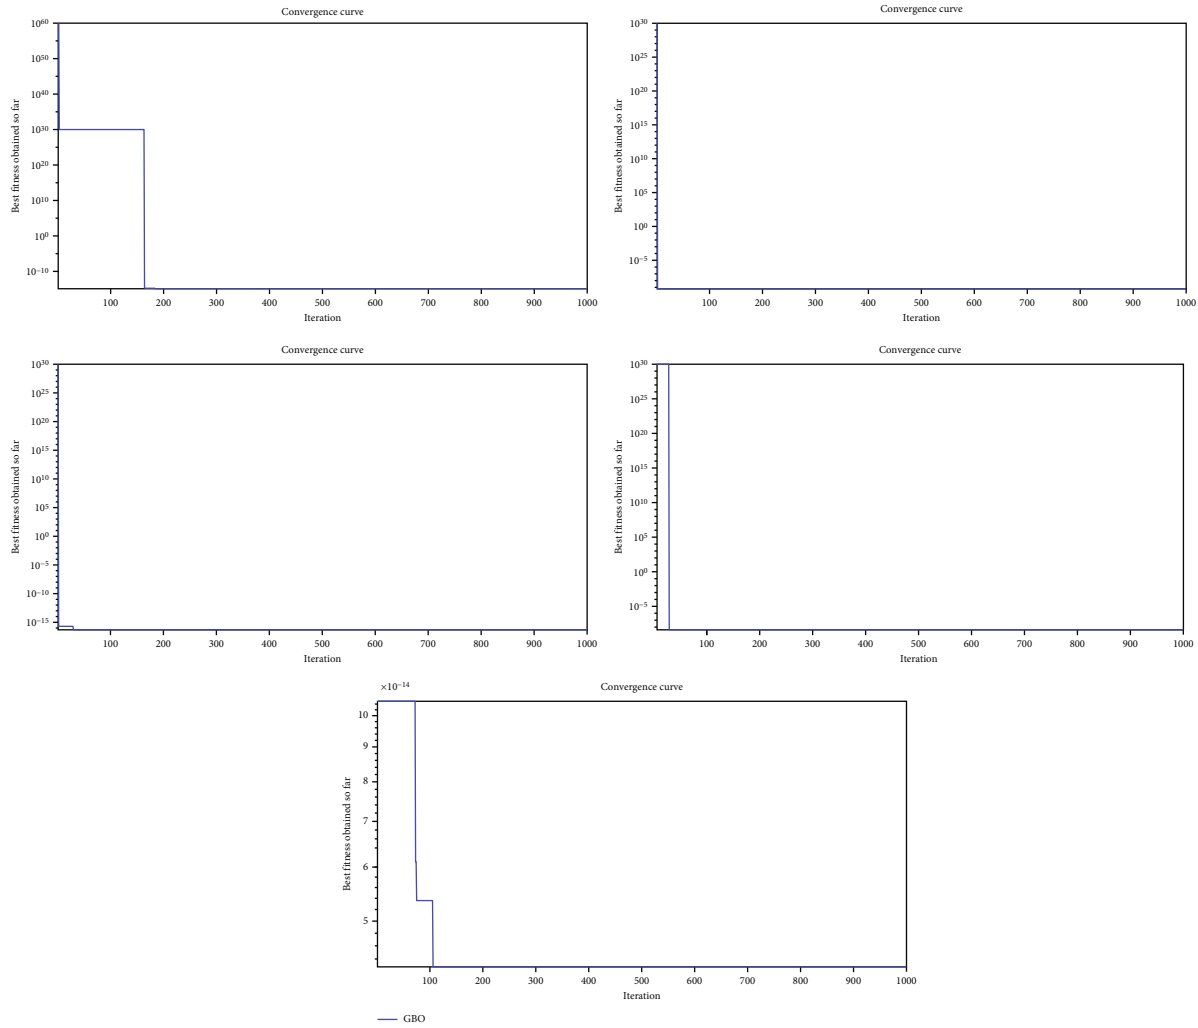 Convergence curve
Best fitness obtained so far
10^60
10^50
10^40
10^30
10^20
10^10
10^0
10^−10
100 200 300 400 500 600 700 800 900 1000
Iteration
Convergence curve
Best fitness obtained so far
10^30
10^25
10^20
10^15
10^10
10^5
10^0
10^−5
100 200 300 400 500 600 700 800 900 1000
Iteration
Convergence curve
Best fitness obtained so far
10^30
10^25
10^20
10^15
10^10
10^5
10^0
10^−5
10^−10
10^−15
100 200 300 400 500 600 700 800 900 1000
Iteration
Convergence curve
Best fitness obtained so far
10^30
10^25
10^20
10^15
10^10
10^5
10^0
10^−5
100 200 300 400 500 600 700 800 900 1000
Iteration
×10^−14
Convergence curve
Best fitness obtained so far
10
9
8
7
6
5
100 200 300 400 500 600 700 800 900 1000
Iteration
GBO